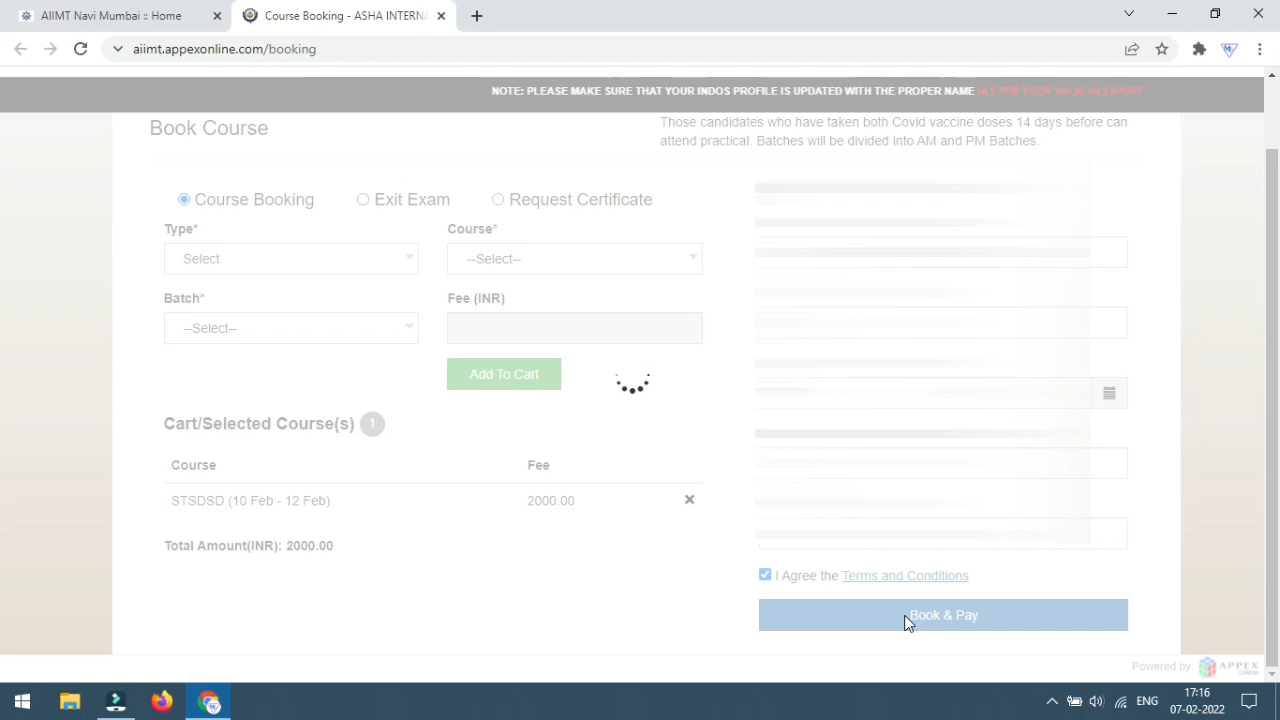 AIIMT Navi Mumbai :: Home
Course Booking - ASHA INTERN
aiimt.appexonline.com/booking
NOTE: PLEASE MAKE SURE THAT YOUR INDOS PROFILE IS UPDATED WITH THE PROPER NAME (AS PER YOUR VALID PASSPORT)
Book Course
Those candidates who have taken both Covid vaccine doses 14 days before can
attend practical. Batches will be divided into AM and PM Batches.
Course Booking Exit Exam Request Certificate
Type* Course*
Select --Select--
Batch* Fee (INR)
--Select--
Add To Cart
Cart/Selected Course(s) 1
Course Fee
STSDSD (10 Feb - 12 Feb) 2000.00
Total Amount(INR): 2000.00
I Agree the Terms and Conditions
Book & Pay
Powered by: APPEX Online
ENG
17:16
07-02-2022